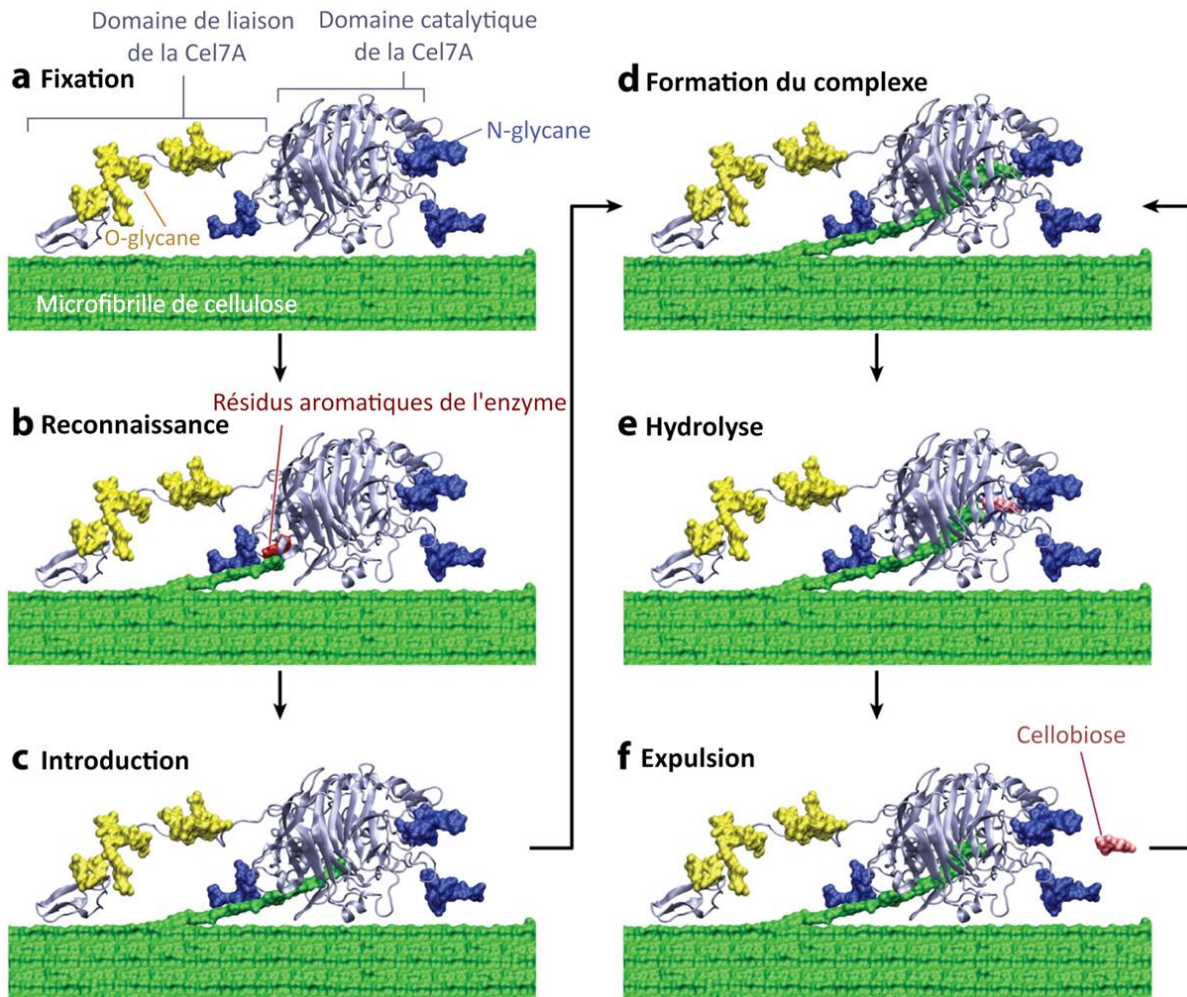 Domaine de liaison
de la Cel7A
Domaine catalytique
de la Cel7A
a Fixation
N-glycane
O-glycane
Microfibrille de cellulose
Résidus aromatiques de l'enzyme
b Reconnaissance
c Introduction
d Formation du complexe
e Hydrolyse
Cellobiose
f Expulsion